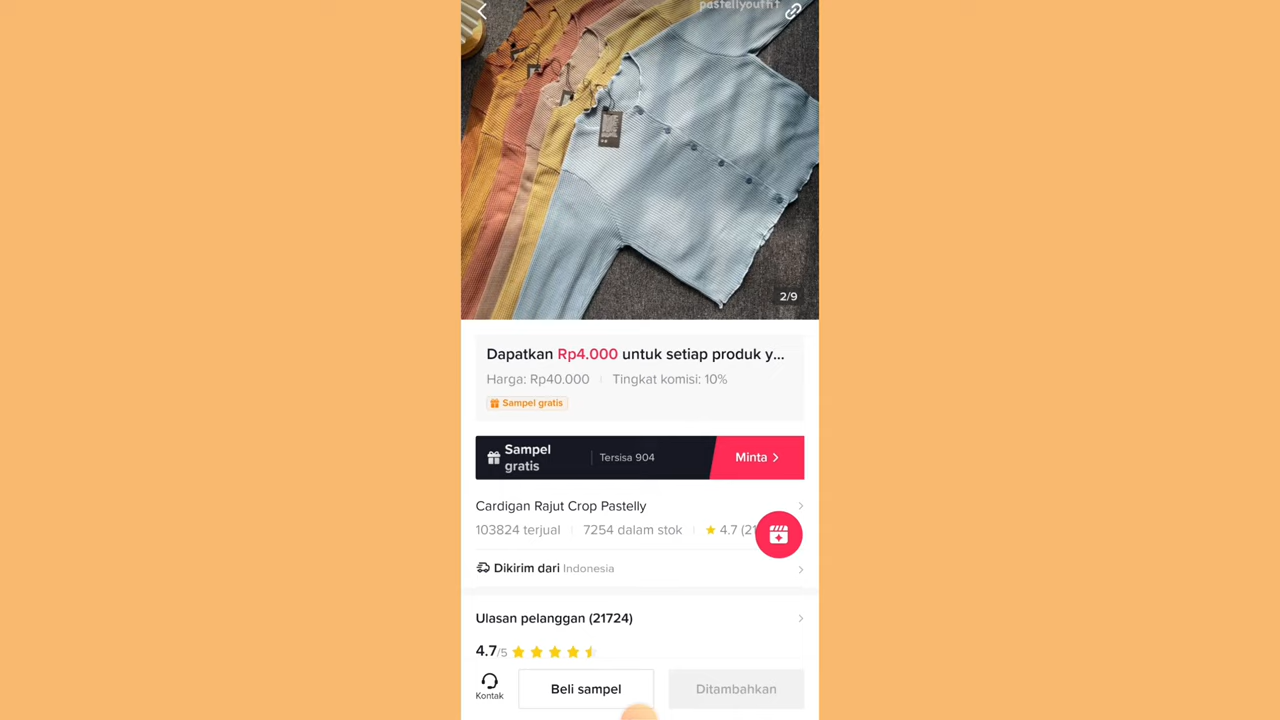 pastellyoutfit
2/9
Dapatkan Rp4.000 untuk setiap produk y...
Harga: Rp40.000 Tingkat komisi: 10%
Sampel gratis
Sampel gratis Tersisa 904 Minta
Cardigan Rajut Crop Pastelly
103824 terjual 7254 dalam stok 4.7 (21
Dikirim dari Indonesia
Ulasan pelanggan (21724)
4.7/5
Kontak
Beli sampel
Ditambahkan